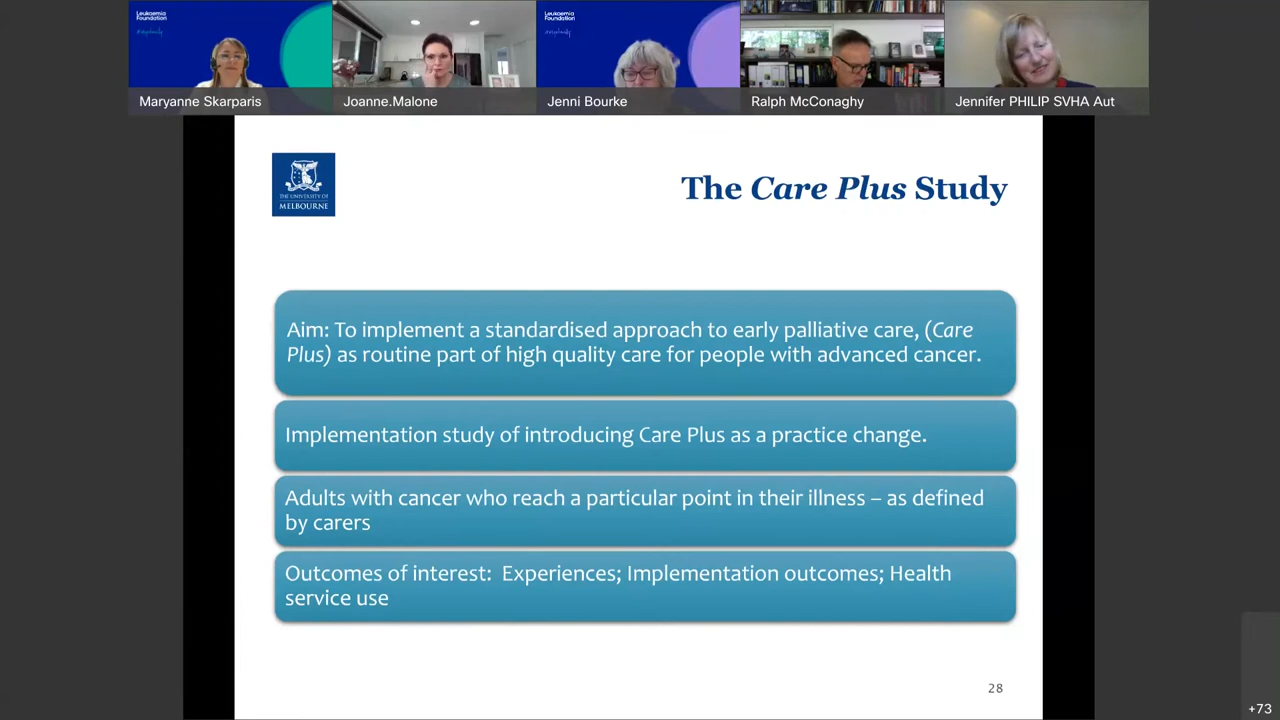 Leukaemia
Foundation
Leukaemia
Foundation
Maryanne Skarparis
Joanne.Malone
Jenni Bourke
Ralph McConaghy
Jennifer PHILIP SVHA Aut
THE UNIVERSITY OF
MELBOURNE
The Care Plus Study
Aim: To implement a standardised approach to early palliative care, (Care
Plus) as routine part of high quality care for people with advanced cancer.
Implementation study of introducing Care Plus as a practice change.
Adults with cancer who reach a particular point in their illness – as defined
by carers
Outcomes of interest:  Experiences; Implementation outcomes; Health
service use
28
+73